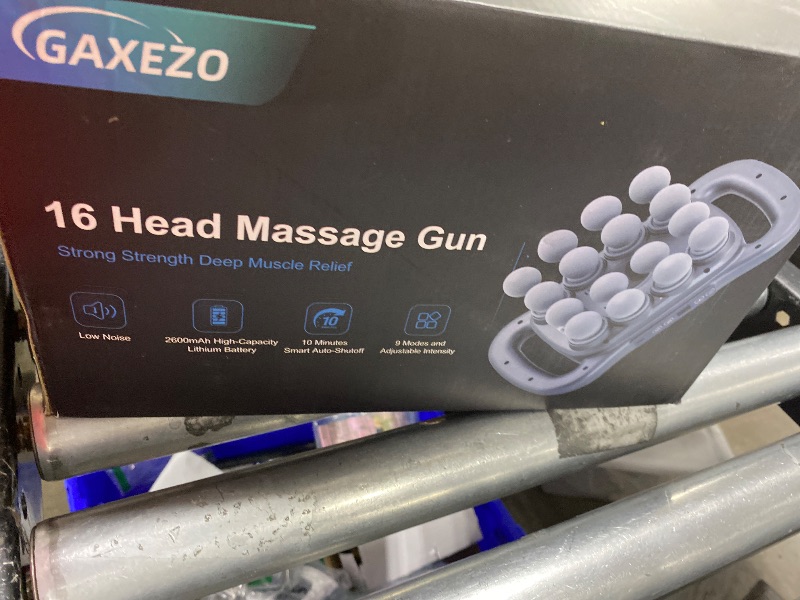 GAXEZO
16 Head Massage Gun
Strong Strength Deep Muscle Relief
10
Low Noise
2600mAh High-Capacity
Lithium Battery
10 Minutes
Smart Auto-Shutoff
9 Modes and
Adjustable Intensity